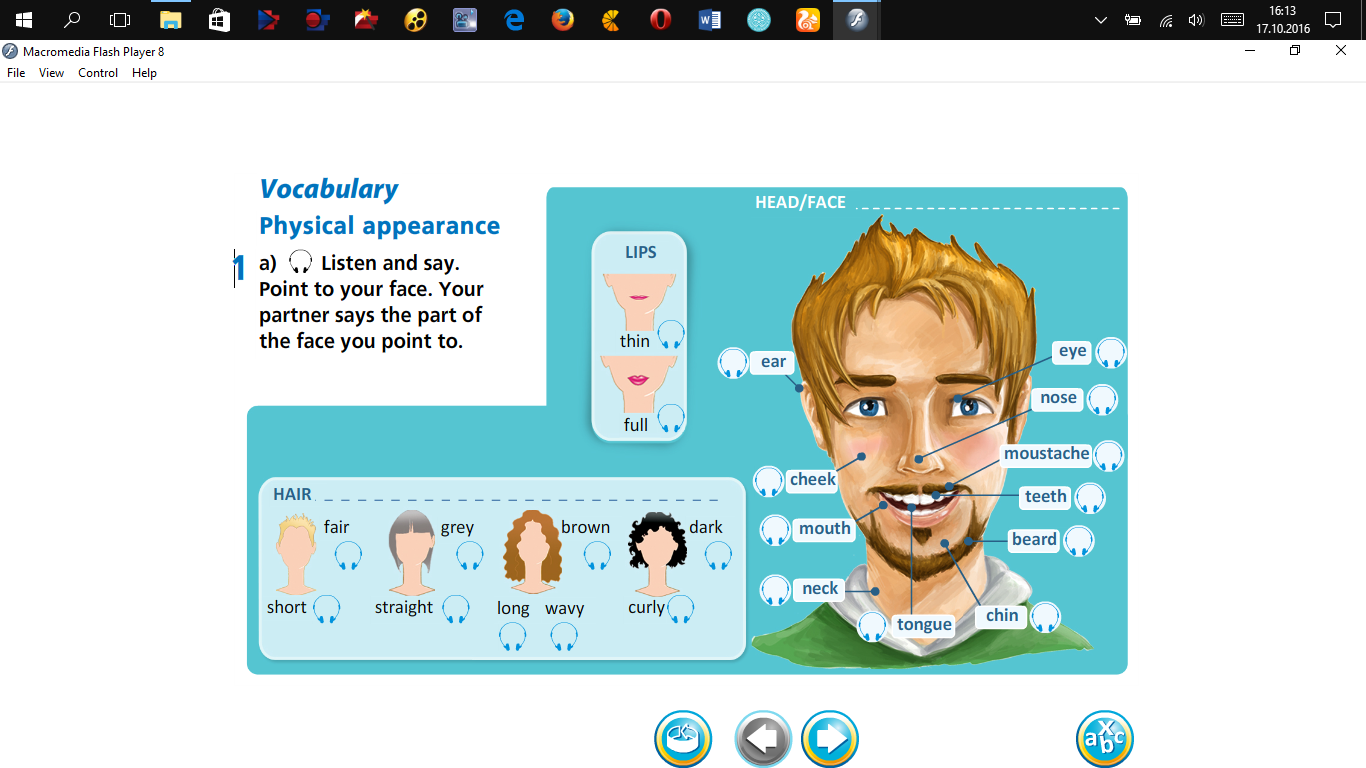 16:13
17.10.2016
Macromedia Flash Player 8
File View Control Help
Vocabulary
Physical appearance
1 a) Listen and say.
Point to your face. Your
partner says the part of
the face you point to.
HEAD/FACE
LIPS
thin
full
ear
eye
nose
moustache
cheek
teeth
mouth
beard
neck
chin
tongue
HAIR
fair grey brown dark
short straight long wavy curly
a x b c